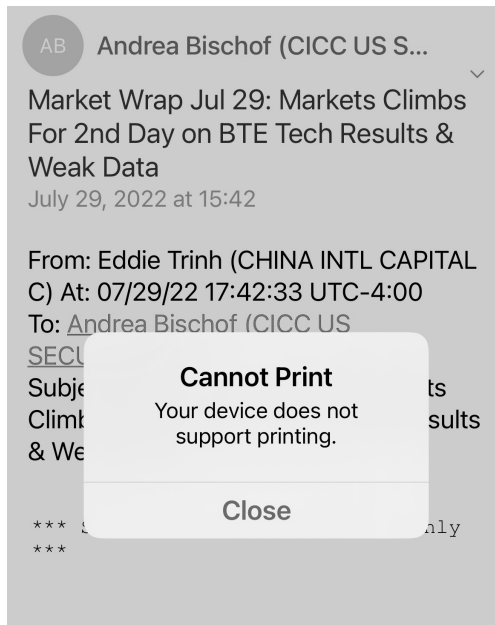 AB
Andrea Bischof (CICC US S...
Market Wrap Jul 29: Markets Climbs
For 2nd Day on BTE Tech Results &
Weak Data
July 29, 2022 at 15:42
From: Eddie Trinh (CHINA INTL CAPITAL
C) At: 07/29/22 17:42:33 UTC-4:00
To: Andrea Bischof (CICC US
SECU
Subje ts
Climb sults
& We
Cannot Print
Your device does not
support printing.
Close
*** nly
***